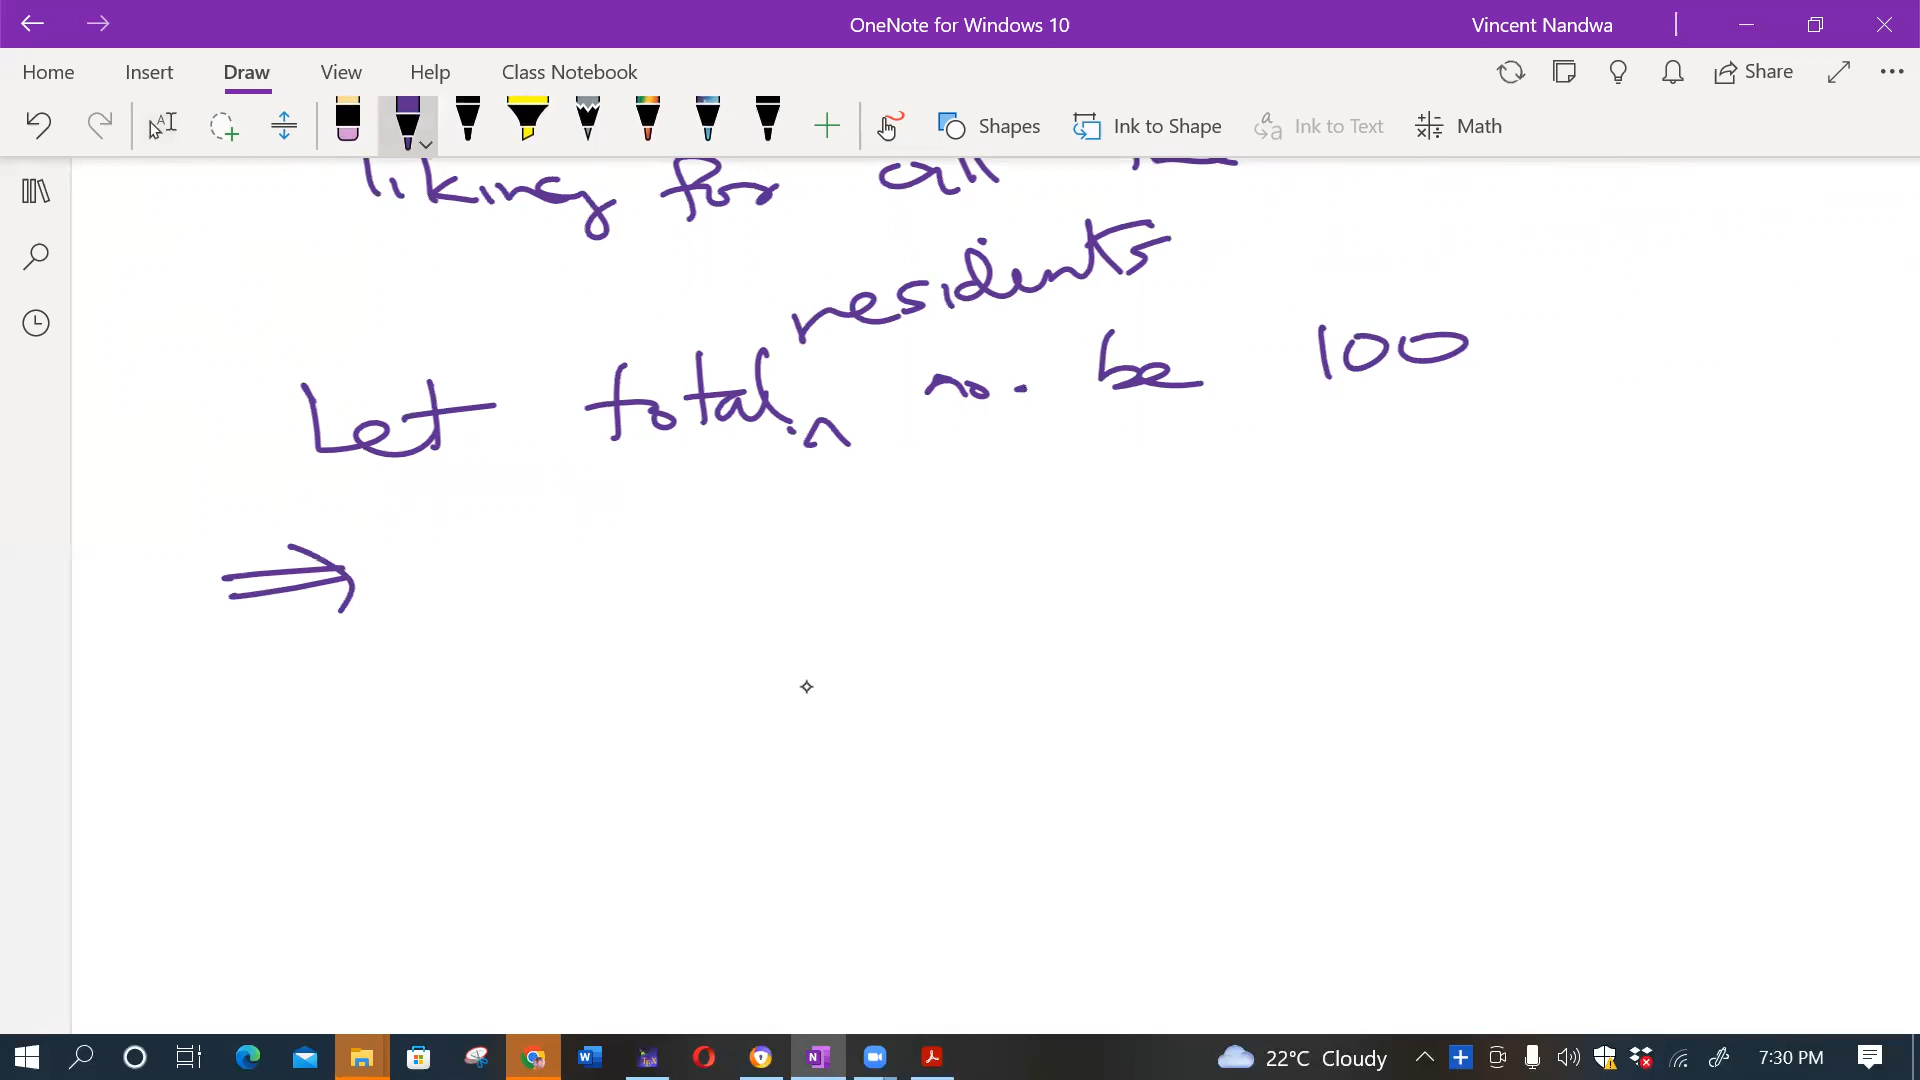 OneNote for Windows 10
Vincent Nandwa
Home Insert Draw View Help Class Notebook Share
Shapes Ink to Shape Ink to Text Math
liking for all
residents
Let total no. be 100
⇒
22°C Cloudy 7:30 PM